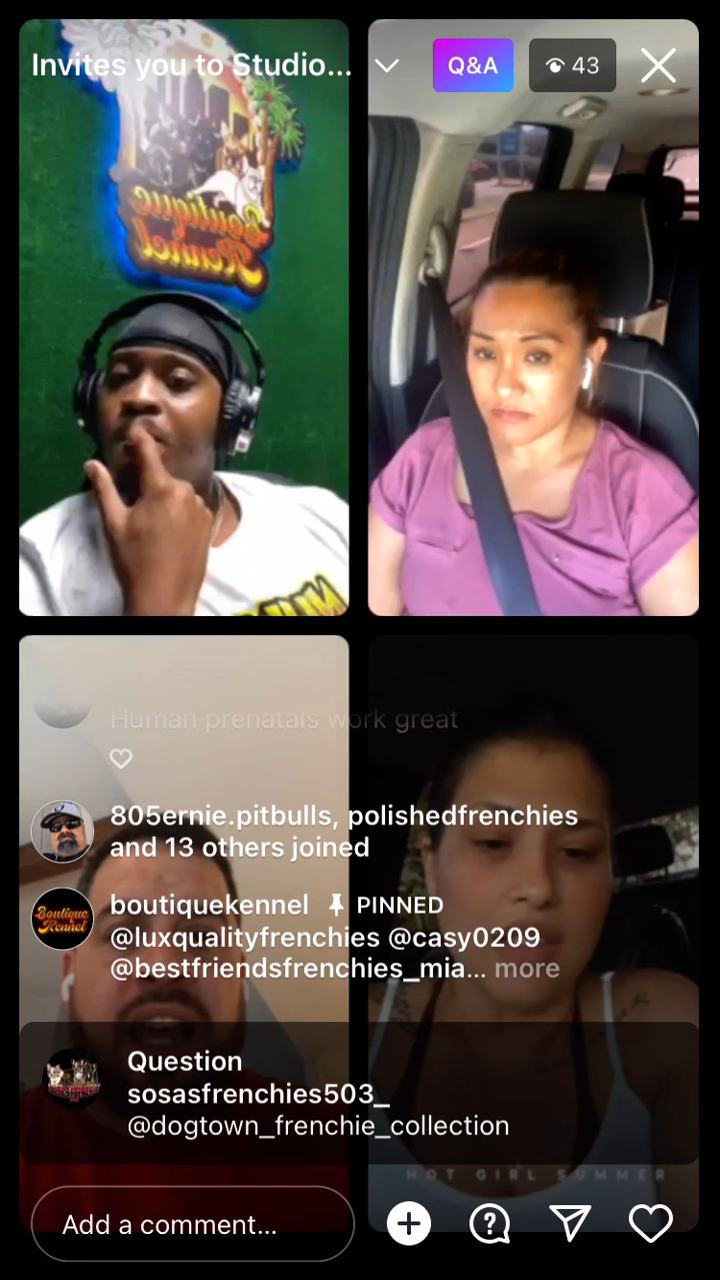 Invites you to Studio...
Q&A
43
Boutique
Kennel
Human prenatals work great
805ernie.pitbulls, polishedfrenchies
and 13 others joined
boutiquekennel PINNED
Boutique
Kennel
@luxqualityfrenchies @casy0209
@bestfriendsfrenchies_mia... more
Question
sosasfrenchies503_
@dogtown_frenchie_collection
HOT GIRL SUMMER
Add a comment...